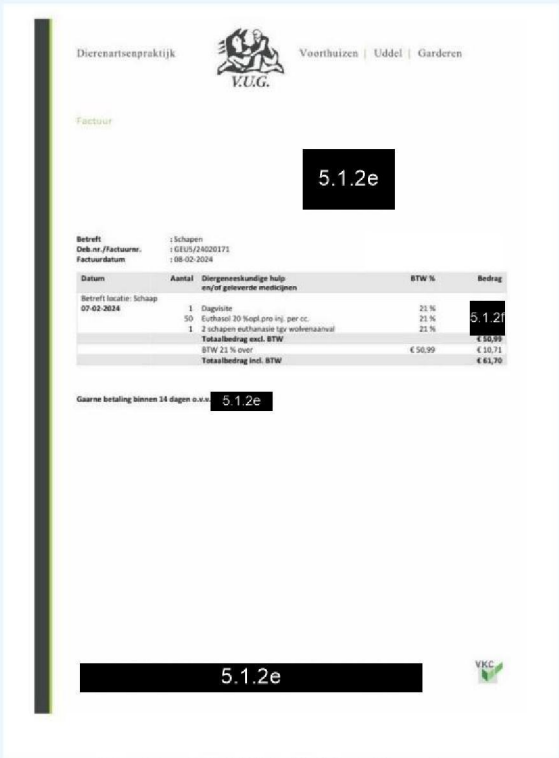 Dierenartsenpraktijk
V.U.G.
Voorthuizen | Uddel | Garderen
Factuur
5.1.2e
Betreft : Schapen
Deb.nr./Factuurnr. : GEU5/24020171
Factuurdatum : 08-02-2024
Datum Aantal Diergeneeskundige hulp en/of geleverde medicijnen BTW % Bedrag
Betreft locatie: Schaap
07-02-2024 1 Dagvisite 21 %
50 Euthasol 20 %opl.pro inj. per cc. 21 % 5.1.2f
1 2 schapen euthanasie tgv wolvenaanval 21 %
Totaalbedrag excl. BTW € 50,99
BTW 21 % over € 50,99 € 10,71
Totaalbedrag incl. BTW € 61,70
Gaarne betaling binnen 14 dagen o.v.v. 5.1.2e
5.1.2e
VKC